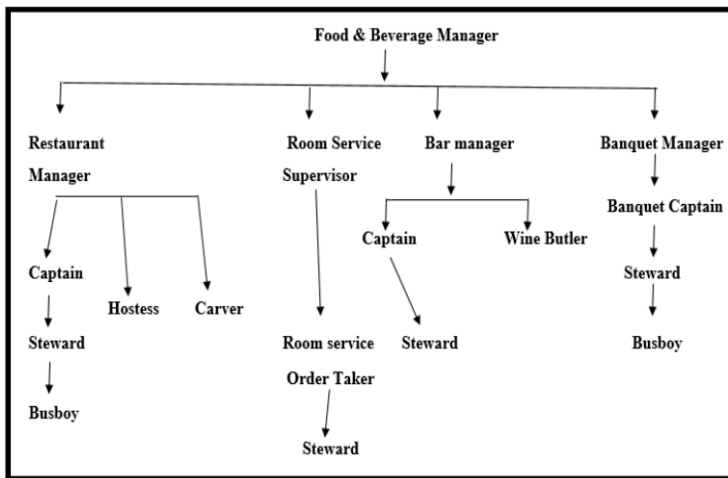 Food & Beverage Manager
Restaurant
Manager
Room Service
Supervisor
Bar manager
Banquet Manager
Banquet Captain
Captain
Wine Butler
Captain
Steward
Hostess
Carver
Steward
Room service
Order Taker
Steward
Busboy
Busboy
Steward